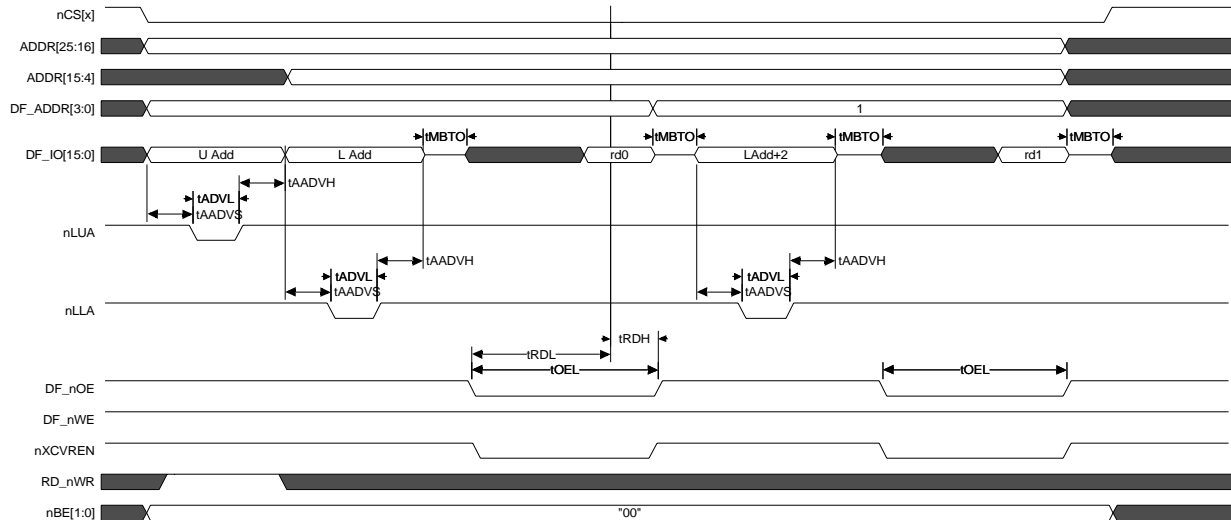 nCS[x]
ADDR[25:16]
ADDR[15:4]
DF_ADDR[3:0] 1
tMBTO tMBTO tMBTO tMBTO
DF_IO[15:0] U Add L Add rd0 LAdd+2 rd1
tADVL tAADVH
tAADVS
nLUA
tADVL tAADVH tADVL tAADVH
tAADVS tAADVS
nLLA
tRDH
tRDL
tOEL tOEL
DF_nOE
DF_nWE
nXCVREN
RD_nWR
nBE[1:0] "00"